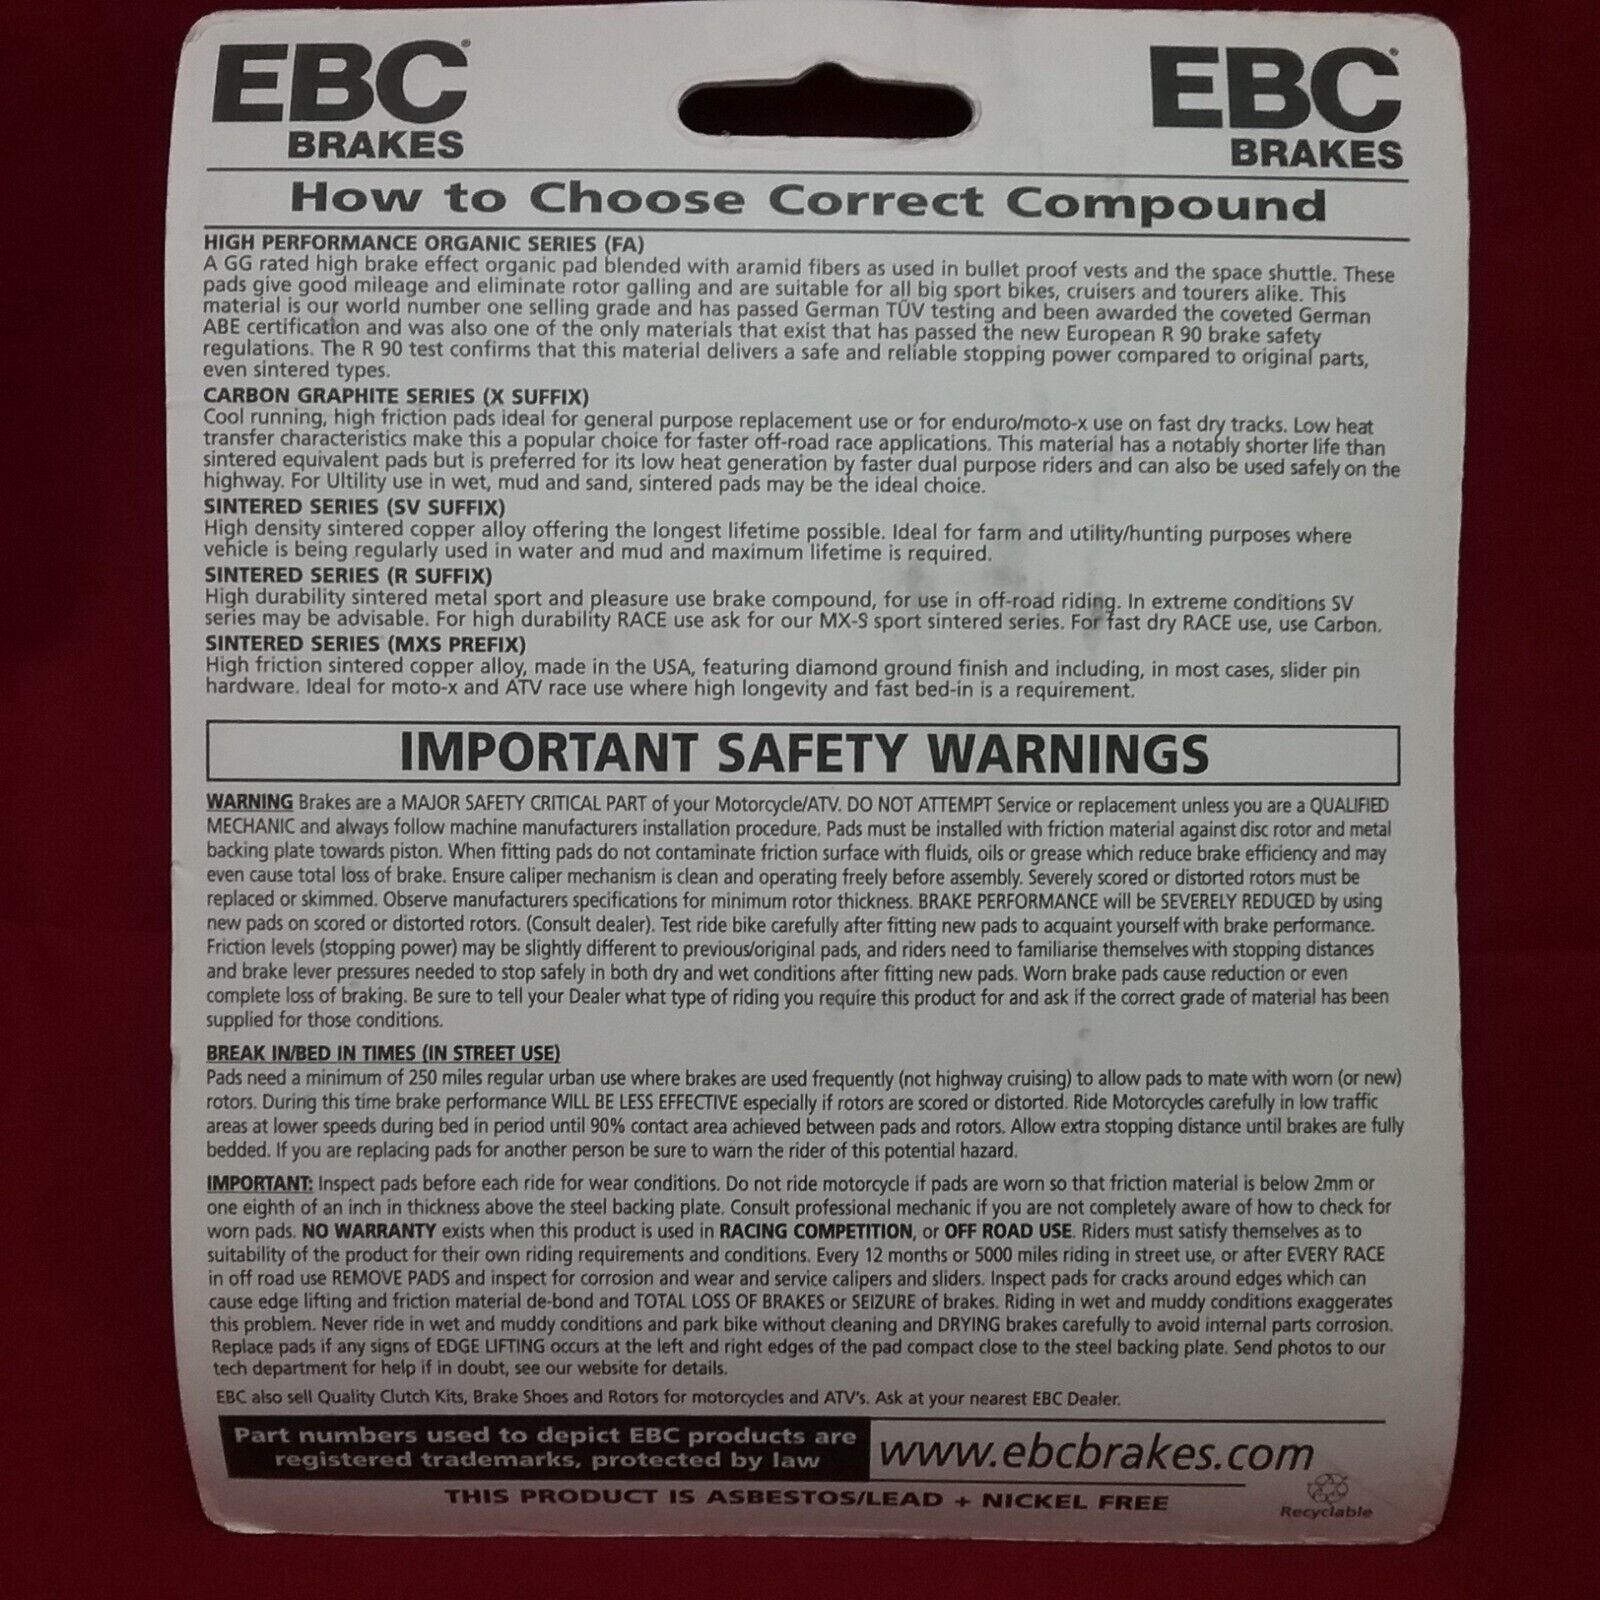 EBC® EBC®
BRAKES BRAKES
How to Choose Correct Compound
HIGH PERFORMANCE ORGANIC SERIES (FA)
A GG rated high brake effect organic pad blended with aramid fibers as used in bullet proof vests and the space shuttle. These
pads give good mileage and eliminate rotor galling and are suitable for all big sport bikes, cruisers and tourers alike. This
material is our world number one selling grade and has passed German TÜV testing and been awarded the coveted German
ABE certification and was also one of the only materials that exist that has passed the new European R 90 brake safety
regulations. The R 90 test confirms that this material delivers a safe and reliable stopping power compared to original parts,
even sintered types.
CARBON GRAPHITE SERIES (X SUFFIX)
Cool running, high friction pads ideal for general purpose replacement use or for enduro/moto-x use on fast dry tracks. Low heat
transfer characteristics make this a popular choice for faster off-road race applications. This material has a notably shorter life than
sintered equivalent pads but is preferred for its low heat generation by faster dual purpose riders and can also be used safely on the
highway. For Ultility use in wet, mud and sand, sintered pads may be the ideal choice.
SINTERED SERIES (SV SUFFIX)
High density sintered copper alloy offering the longest lifetime possible. Ideal for farm and utility/hunting purposes where
vehicle is being regularly used in water and mud and maximum lifetime is required.
SINTERED SERIES (R SUFFIX)
High durability sintered metal sport and pleasure use brake compound, for use in off-road riding. In extreme conditions SV
series may be advisable. For high durability RACE use ask for our MX-S sport sintered series. For fast dry RACE use, use Carbon.
SINTERED SERIES (MXS PREFIX)
High friction sintered copper alloy, made in the USA, featuring diamond ground finish and including, in most cases, slider pin
hardware. Ideal for moto-x and ATV race use where high longevity and fast bed-in is a requirement.
IMPORTANT SAFETY WARNINGS
WARNING Brakes are a MAJOR SAFETY CRITICAL PART of your Motorcycle/ATV. DO NOT ATTEMPT Service or replacement unless you are a QUALIFIED
MECHANIC and always follow machine manufacturers installation procedure. Pads must be installed with friction material against disc rotor and metal
backing plate towards piston. When fitting pads do not contaminate friction surface with fluids, oils or grease which reduce brake efficiency and may
even cause total loss of brake. Ensure caliper mechanism is clean and operating freely before assembly. Severely scored or distorted rotors must be
replaced or skimmed. Observe manufacturers specifications for minimum rotor thickness. BRAKE PERFORMANCE will be SEVERELY REDUCED by using
new pads on scored or distorted rotors. (Consult dealer). Test ride bike carefully after fitting new pads to acquaint yourself with brake performance.
Friction levels (stopping power) may be slightly different to previous/original pads, and riders need to familiarise themselves with stopping distances
and brake lever pressures needed to stop safely in both dry and wet conditions after fitting new pads. Worn brake pads cause reduction or even
complete loss of braking. Be sure to tell your Dealer what type of riding you require this product for and ask if the correct grade of material has been
supplied for those conditions.
BREAK IN/BED IN TIMES (IN STREET USE)
Pads need a minimum of 250 miles regular urban use where brakes are used frequently (not highway cruising) to allow pads to mate with worn (or new)
rotors. During this time brake performance WILL BE LESS EFFECTIVE especially if rotors are scored or distorted. Ride Motorcycles carefully in low traffic
areas at lower speeds during bed in period until 90% contact area achieved between pads and rotors. Allow extra stopping distance until brakes are fully
bedded. If you are replacing pads for another person be sure to warn the rider of this potential hazard.
IMPORTANT: Inspect pads before each ride for wear conditions. Do not ride motorcycle if pads are worn so that friction material is below 2mm or
one eighth of an inch in thickness above the steel backing plate. Consult professional mechanic if you are not completely aware of how to check for
worn pads. NO WARRANTY exists when this product is used in RACING COMPETITION, or OFF ROAD USE. Riders must satisfy themselves as to
suitability of the product for their own riding requirements and conditions. Every 12 months or 5000 miles riding in street use, or after EVERY RACE
in off road use REMOVE PADS and inspect for corrosion and wear and service calipers and sliders. Inspect pads for cracks around edges which can
cause edge lifting and friction material de-bond and TOTAL LOSS OF BRAKES or SEIZURE of brakes. Riding in wet and muddy conditions exaggerates
this problem. Never ride in wet and muddy conditions and park bike without cleaning and DRYING brakes carefully to avoid internal parts corrosion.
Replace pads if any signs of EDGE LIFTING occurs at the left and right edges of the pad compact close to the steel backing plate. Send photos to our
tech department for help if in doubt, see our website for details.
EBC also sell Quality Clutch Kits, Brake Shoes and Rotors for motorcycles and ATV's. Ask at your nearest EBC Dealer.
Part numbers used to depict EBC products are
registered trademarks, protected by law
www.ebcbrakes.com
THIS PRODUCT IS ASBESTOS/LEAD + NICKEL FREE
Recyclable